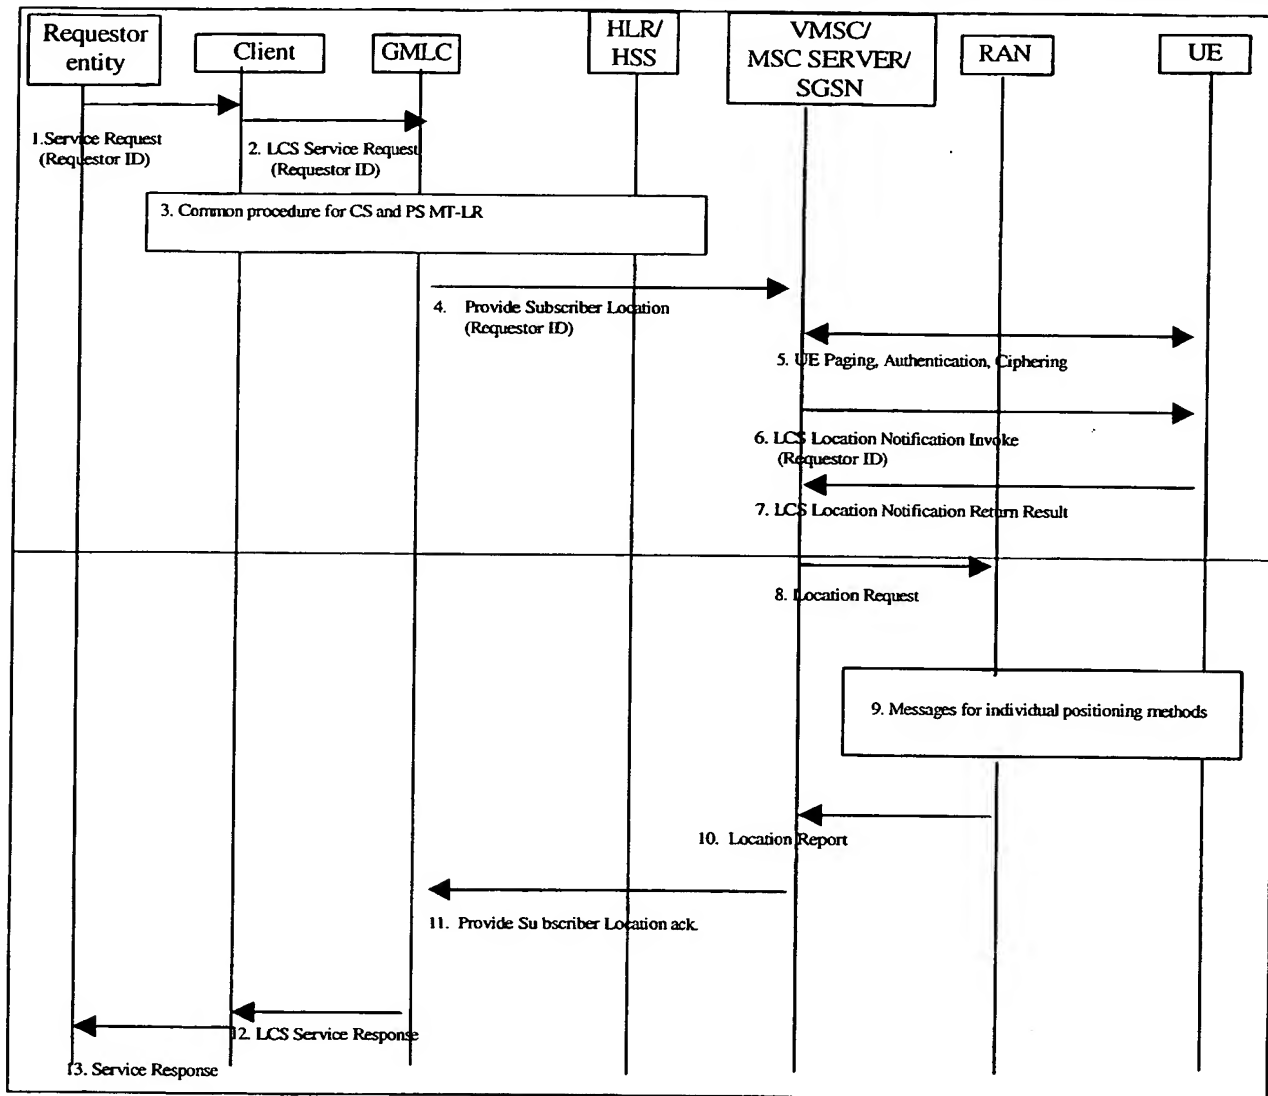 Requestor
entity
Client
GMLC
HLR/
HSS
VMSC/
MSC SERVER/
SGSN
RAN
UE
1.Service Request
(Requestor ID)
2. LCS Service Request
(Requestor ID)
3. Common procedure for CS and PS MT-LR
4. Provide Subscriber Location
(Requestor ID)
5. UE Paging, Authentication, Ciphering
6. LCS Location Notification Invoke
(Requestor ID)
7. LCS Location Notification Return Result
8. Location Request
9. Messages for individual positioning methods
10. Location Report
11. Provide Su bscriber Location ack.
12. LCS Service Response
13. Service Response